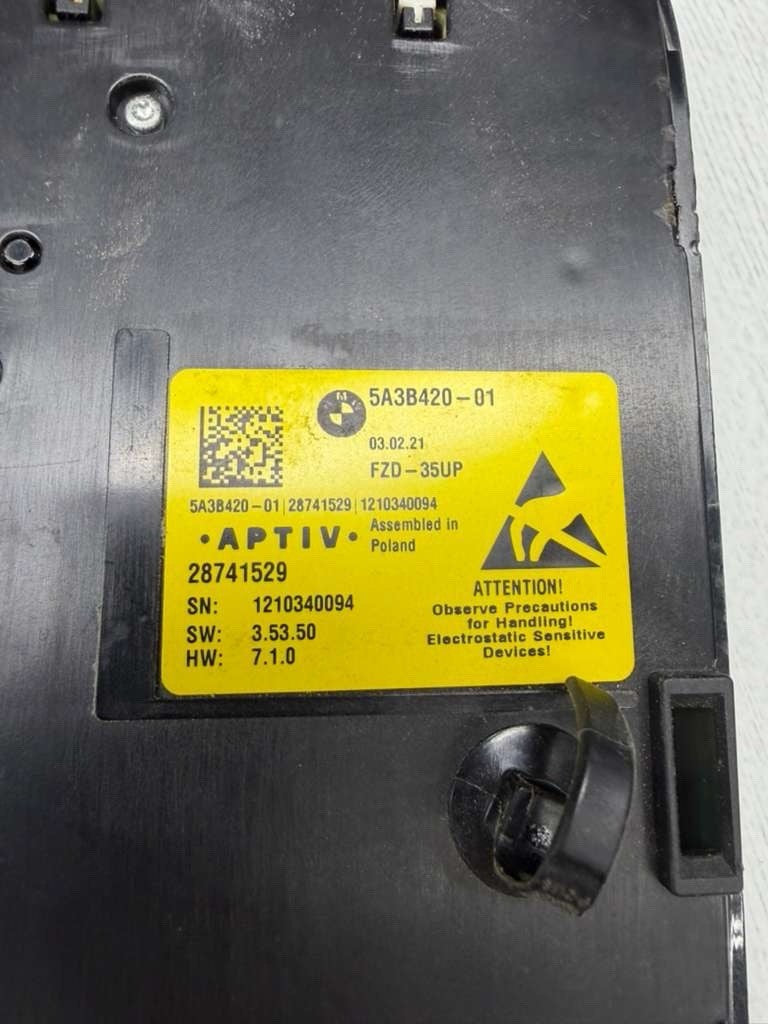 BMW
5A3B420-01
03.02.21
FZD-35UP
5A3B420-01|28741529|1210340094
·APTIV·
Assembled in
Poland
28741529
SN: 1210340094
SW: 3.53.50
HW: 7.1.0
ATTENTION!
Observe Precautions
for Handling!
Electrostatic Sensitive
Devices!